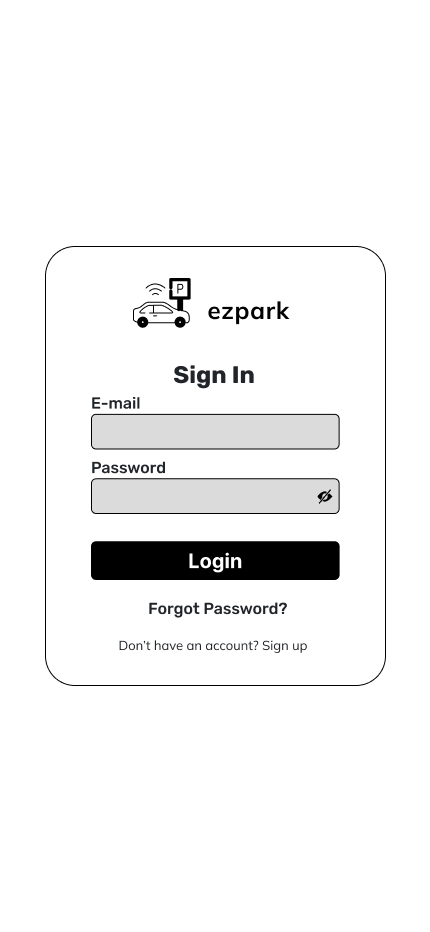 P
ezpark
Sign In
E-mail
Password
Login
Forgot Password?
Don't have an account? Sign up